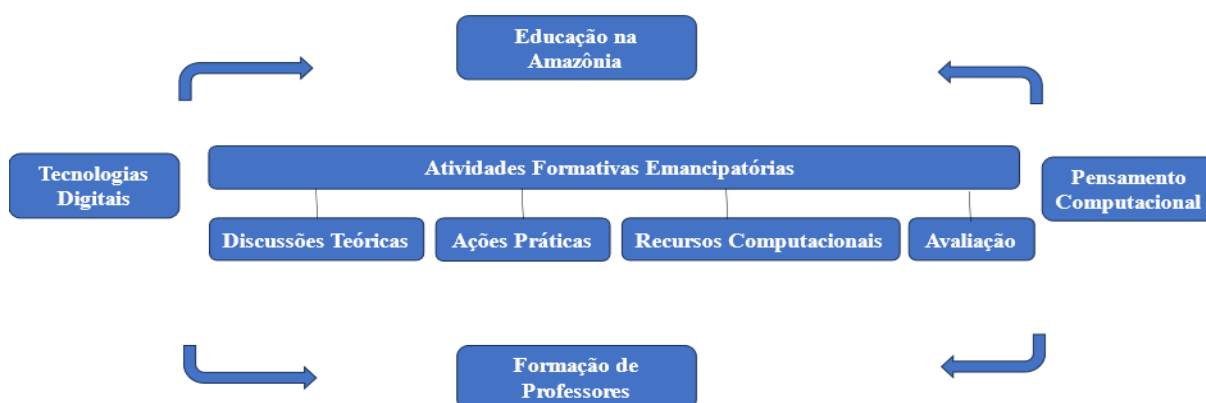 Educação na
Amazônia
Tecnologias
Digitais
Atividades Formativas Emancipatórias
Pensamento
Computacional
Discussões Teóricas
Ações Práticas
Recursos Computacionais
Avaliação
Formação de
Professores